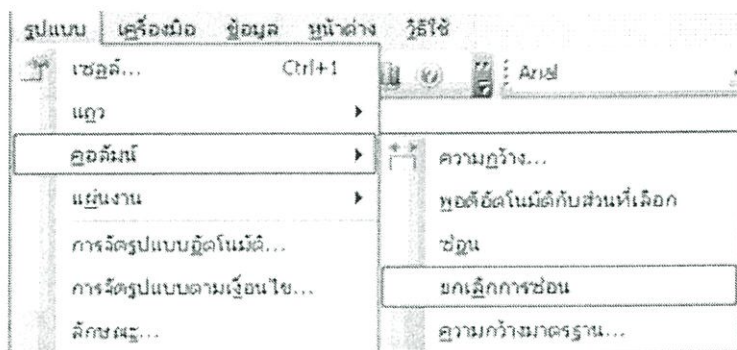 รูปแบบ เครื่องมือ ข้อมูล หน้าต่าง วิธีใช้
เซลล์... Ctrl+1
Arial
แถว
คอลัมน์
ความกว้าง...
แผ่นงาน
พอดีอัตโนมัติกับส่วนที่เลือก
การจัดรูปแบบอัตโนมัติ...
ซ่อน
การจัดรูปแบบตามเงื่อนไข...
ยกเลิกการซ่อน
ลักษณะ...
ความกว้างมาตรฐาน...